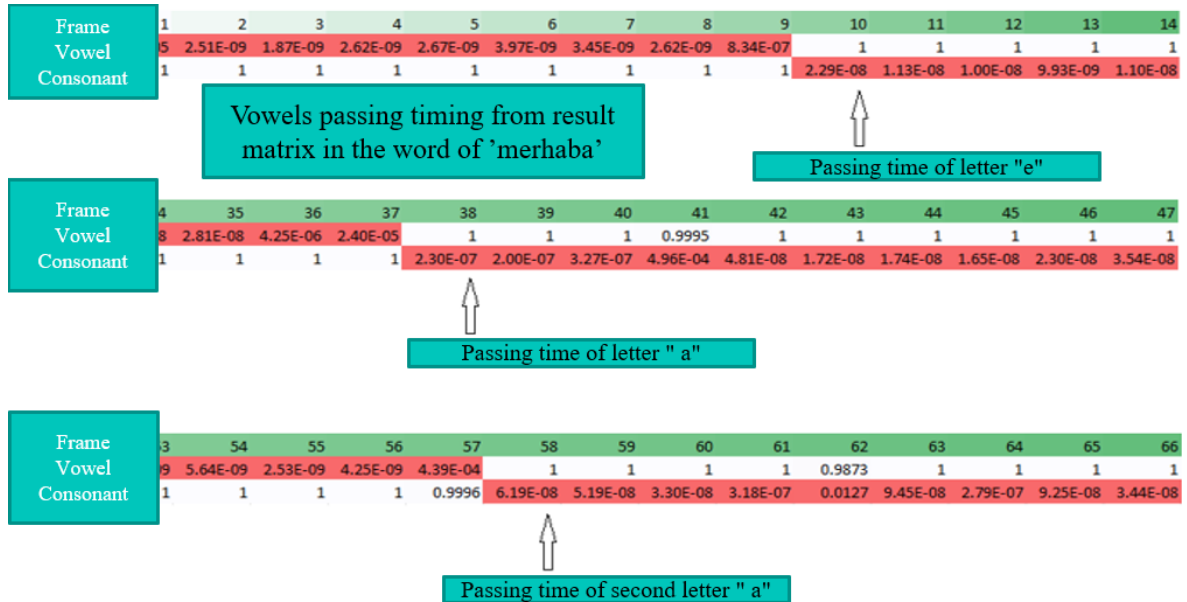 Frame 1 2 3 4 5 6 7 8 9 10 11 12 13 14
Vowel 2.51E-09 1.87E-09 2.62E-09 2.67E-09 3.97E-09 3.45E-09 2.62E-09 8.34E-07 1 1 1 1 1
Consonant 1 1 1 1 1 1 1 1 1 2.29E-08 1.13E-08 1.00E-08 9.93E-09 1.10E-08
Vowels passing timing from result
matrix in the word of ’merhaba’
Passing time of letter "e"
Frame 4 35 36 37 38 39 40 41 42 43 44 45 46 47
Vowel 8 2.81E-08 4.25E-06 2.40E-05 1 1 1 0.9995 1 1 1 1 1 1
Consonant 1 1 1 1 2.30E-07 2.00E-07 3.27E-07 4.96E-04 4.81E-08 1.72E-08 1.74E-08 1.65E-08 2.30E-08 3.54E-08
Passing time of letter " a"
Frame 3 54 55 56 57 58 59 60 61 62 63 64 65 66
Vowel 9 5.64E-09 2.53E-09 4.25E-09 4.39E-04 1 1 1 1 0.9873 1 1 1 1
Consonant 1 1 1 1 0.9996 6.19E-08 5.19E-08 3.30E-08 3.18E-07 0.0127 9.45E-08 2.79E-07 9.25E-08 3.44E-08
Passing time of second letter " a"